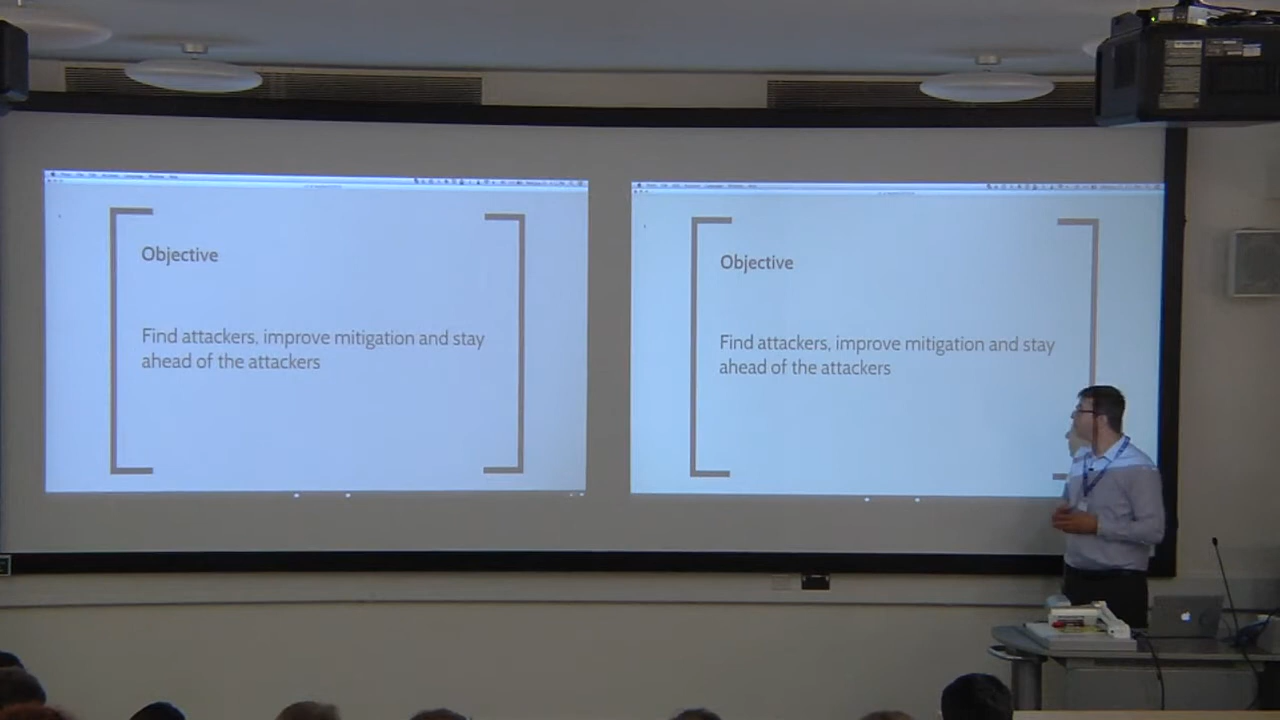 Objective
Find attackers, improve mitigation and stay
ahead of the attackers
Objective
Find attackers, improve mitigation and stay
ahead of the attackers